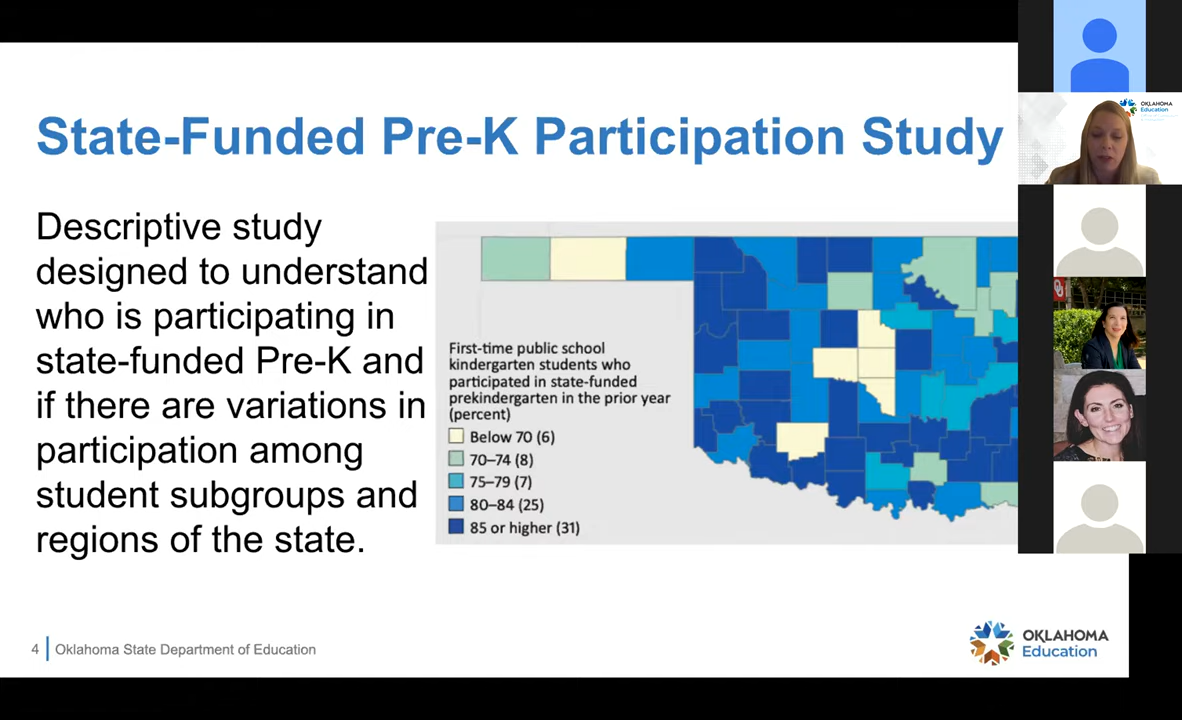 State-Funded Pre-K Participation Study
Descriptive study
designed to understand
who is participating in
state-funded Pre-K and
if there are variations in
participation among
student subgroups and
regions of the state.
First-time public school
kindergarten students who
participated in state-funded
prekindergarten in the prior year
(percent)
Below 70 (6)
70–74 (8)
75–79 (7)
80–84 (25)
85 or higher (31)
4
Oklahoma State Department of Education
OKLAHOMA
Education
OKLAHOMA
Education